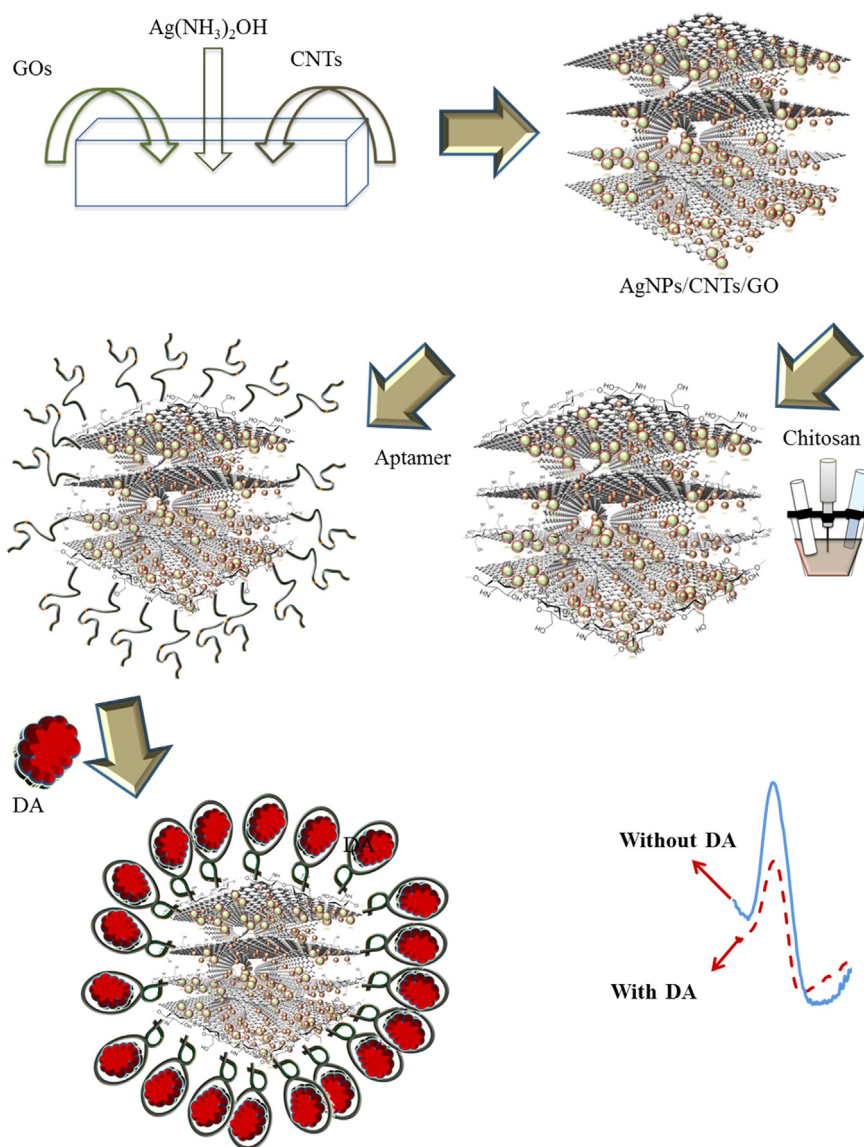 Ag(NH₃)₂OH
GOs
CNTs
AgNPs/CNTs/GO
Aptamer
Chitosan
DA
DA
Without DA
With DA